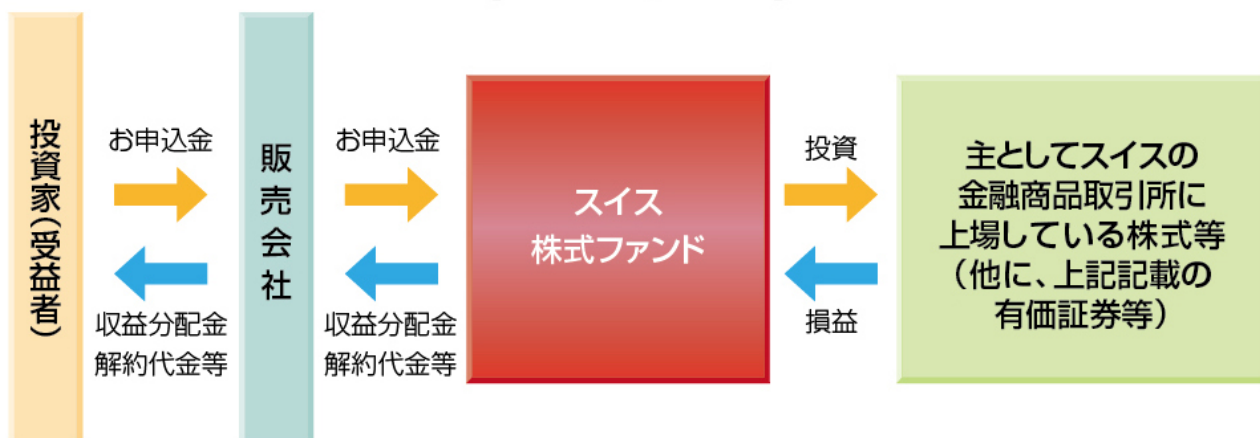 投資家(受益者)
お申込金
収益分配金
解約代金等
販売会社
お申込金
収益分配金
解約代金等
スイス
株式ファンド
投資
損益
主としてスイスの
金融商品取引所に
上場している株式等
(他に、上記記載の
有価証券等)